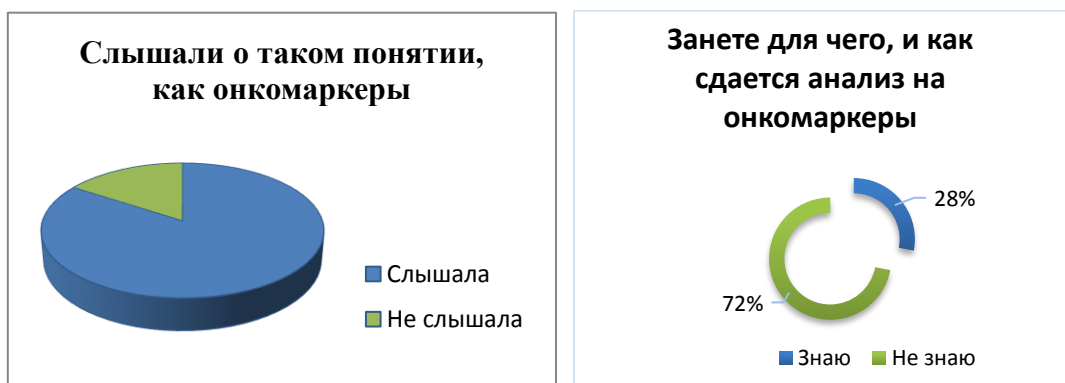 Слышали о таком понятии,
как онкомаркеры
Слышала
Не слышала
Занете для чего, и как
сдается анализ на
онкомаркеры
28%
72%
Знаю
Не знаю